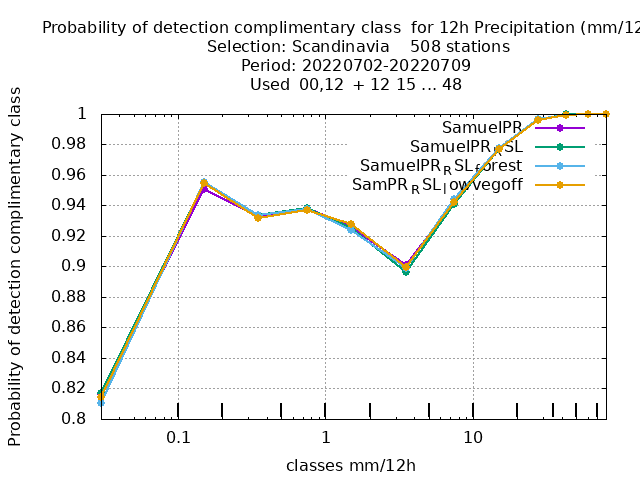 Probability of detection complimentary class  for 12h Precipitation (mm/12
Selection: Scandinavia    508 stations
Period: 20220702-20220709
Used  00,12  + 12 15 ... 48
Probability of detection complimentary class
1
0.98
0.96
0.94
0.92
0.9
0.88
0.86
0.84
0.82
0.8
SamuelPR
SamuelPR_RSL
SamuelPR_RSL_forest
SamPR_RSL_lowvegoff
0.1
1
10
classes mm/12h